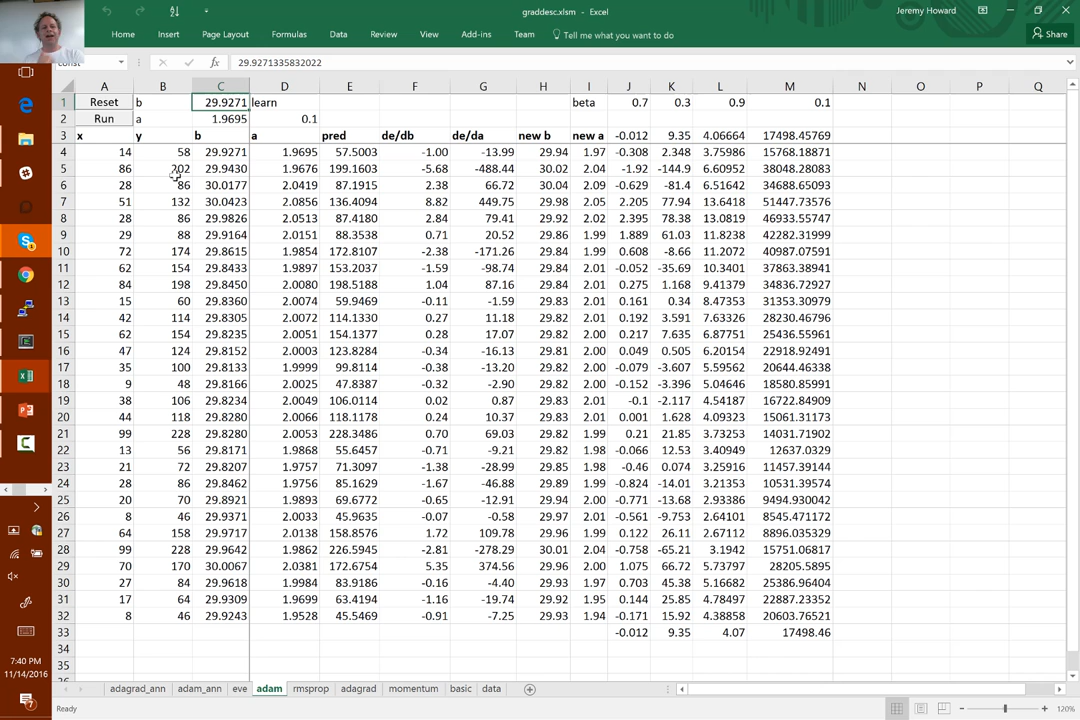 graddesc.xlsm - Excel
Jeremy Howard
Home Insert Page Layout Formulas Data Review View Add-ins Team Tell me what you want to do Share
fx 29.9271335832022
A B C D E F G H I J K L M N O P Q
1 Reset b 29.9271 learn beta 0.7 0.3 0.9 0.1
2 Run a 1.9695 0.1
3 x y b a pred de/db de/da new b new a -0.012 9.35 4.06664 17498.45769
4 14 58 29.9271 1.9695 57.5003 -1.00 -13.99 29.94 1.97 -0.308 2.348 3.75986 15768.18871
5 86 202 29.9430 1.9676 199.1603 -5.68 -488.44 30.02 2.04 -1.92 -144.9 6.60952 38048.28083
6 28 86 30.0177 2.0419 87.1915 2.38 66.72 30.04 2.09 -0.629 -81.4 6.51642 34688.65093
7 51 132 30.0423 2.0856 136.4094 8.82 449.75 29.98 2.05 2.205 77.94 13.6418 51447.73576
8 28 86 29.9826 2.0513 87.4180 2.84 79.41 29.92 2.02 2.395 78.38 13.0819 46933.55747
9 29 88 29.9164 2.0151 88.3538 0.71 20.52 29.86 1.99 1.889 61.03 11.8238 42282.31999
10 72 174 29.8615 1.9854 172.8107 -2.38 -171.26 29.84 1.99 0.608 -8.66 11.2072 40987.07591
11 62 154 29.8433 1.9897 153.2037 -1.59 -98.74 29.84 2.01 -0.052 -35.69 10.3401 37863.38941
12 84 198 29.8450 2.0080 198.5188 1.04 87.16 29.84 2.01 0.275 1.168 9.41379 34836.72927
13 15 60 29.8360 2.0074 59.9469 -0.11 -1.59 29.83 2.01 0.161 0.34 8.47353 31353.30979
14 42 114 29.8305 2.0072 114.1330 0.27 11.18 29.82 2.01 0.192 3.591 7.63326 28230.46796
15 62 154 29.8235 2.0051 154.1377 0.28 17.07 29.82 2.00 0.217 7.635 6.87751 25436.55961
16 47 124 29.8152 2.0003 123.8284 -0.34 -16.13 29.81 2.00 0.049 0.505 6.20154 22918.92491
17 35 100 29.8133 1.9999 99.8114 -0.38 -13.20 29.82 2.00 -0.079 -3.607 5.59562 20644.46338
18 9 48 29.8166 2.0025 47.8387 -0.32 -2.90 29.82 2.00 -0.152 -3.396 5.04646 18580.85991
19 38 106 29.8234 2.0049 106.0114 0.02 0.87 29.83 2.01 -0.1 -2.117 4.54187 16722.84909
20 44 118 29.8280 2.0066 118.1178 0.24 10.37 29.83 2.01 0.001 1.628 4.09323 15061.31173
21 99 228 29.8280 2.0053 228.3486 0.70 69.03 29.82 1.99 0.21 21.85 3.73253 14031.71902
22 13 56 29.8171 1.9868 55.6457 -0.71 -9.21 29.82 1.98 -0.066 12.53 3.40949 12637.0329
23 21 72 29.8207 1.9757 71.3097 -1.38 -28.99 29.85 1.98 -0.46 0.074 3.25916 11457.39144
24 28 86 29.8462 1.9756 85.1629 -1.67 -46.88 29.89 1.99 -0.824 -14.01 3.21353 10531.39574
25 20 70 29.8921 1.9893 69.6772 -0.65 -12.91 29.94 2.00 -0.771 -13.68 2.93386 9494.930042
26 8 46 29.9371 2.0033 45.9635 -0.07 -0.58 29.97 2.01 -0.561 -9.753 2.64101 8545.471172
27 64 158 29.9717 2.0138 158.8576 1.72 109.78 29.96 1.99 0.122 26.11 2.67112 8896.035329
28 99 228 29.9642 1.9862 226.5945 -2.81 -278.29 30.01 2.04 -0.758 -65.21 3.1942 15751.06817
29 70 170 30.0067 2.0381 172.6754 5.35 374.56 29.96 2.00 1.075 66.72 5.73797 28205.5895
30 27 84 29.9618 1.9984 83.9186 -0.16 -4.40 29.93 1.97 0.703 45.38 5.16682 25386.96404
31 17 64 29.9309 1.9699 63.4194 -1.16 -19.74 29.92 1.95 0.144 25.85 4.78497 22887.23352
32 8 46 29.9243 1.9528 45.5469 -0.91 -7.25 29.93 1.94 -0.171 15.92 4.38858 20603.76521
33 -0.012 9.35 4.07 17498.46
34
35
adagrad_ann adam_ann eve adam rmsprop adagrad momentum basic data
Ready 120%
7:40 PM
11/14/2016